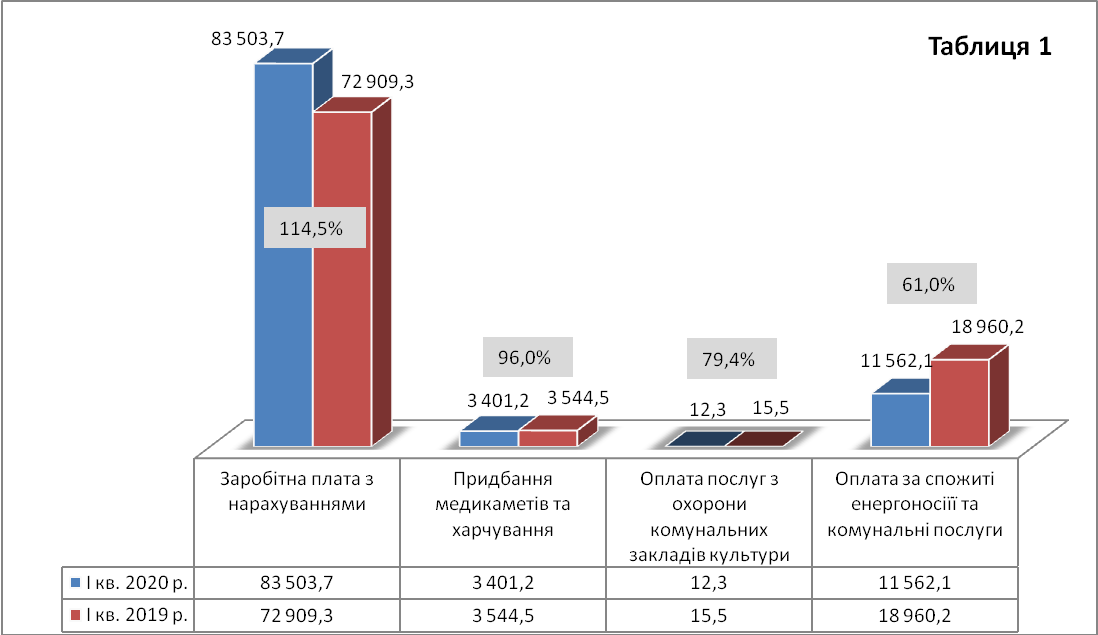 Таблиця 1
83 503,7
72 909,3
114,5%
96,0%
3 401,2
3 544,5
79,4%
12,3
15,5
61,0%
11 562,1
18 960,2
Заробітна плата з
нарахуваннями
Придбання
медикаметів та
харчування
Оплата послуг з
охорони
комунальних
закладів культури
Оплата за спожиті
енергоносіїї та
комунальні послуги
І кв. 2020 р. 83 503,7 3 401,2 12,3 11 562,1
І кв. 2019 р. 72 909,3 3 544,5 15,5 18 960,2